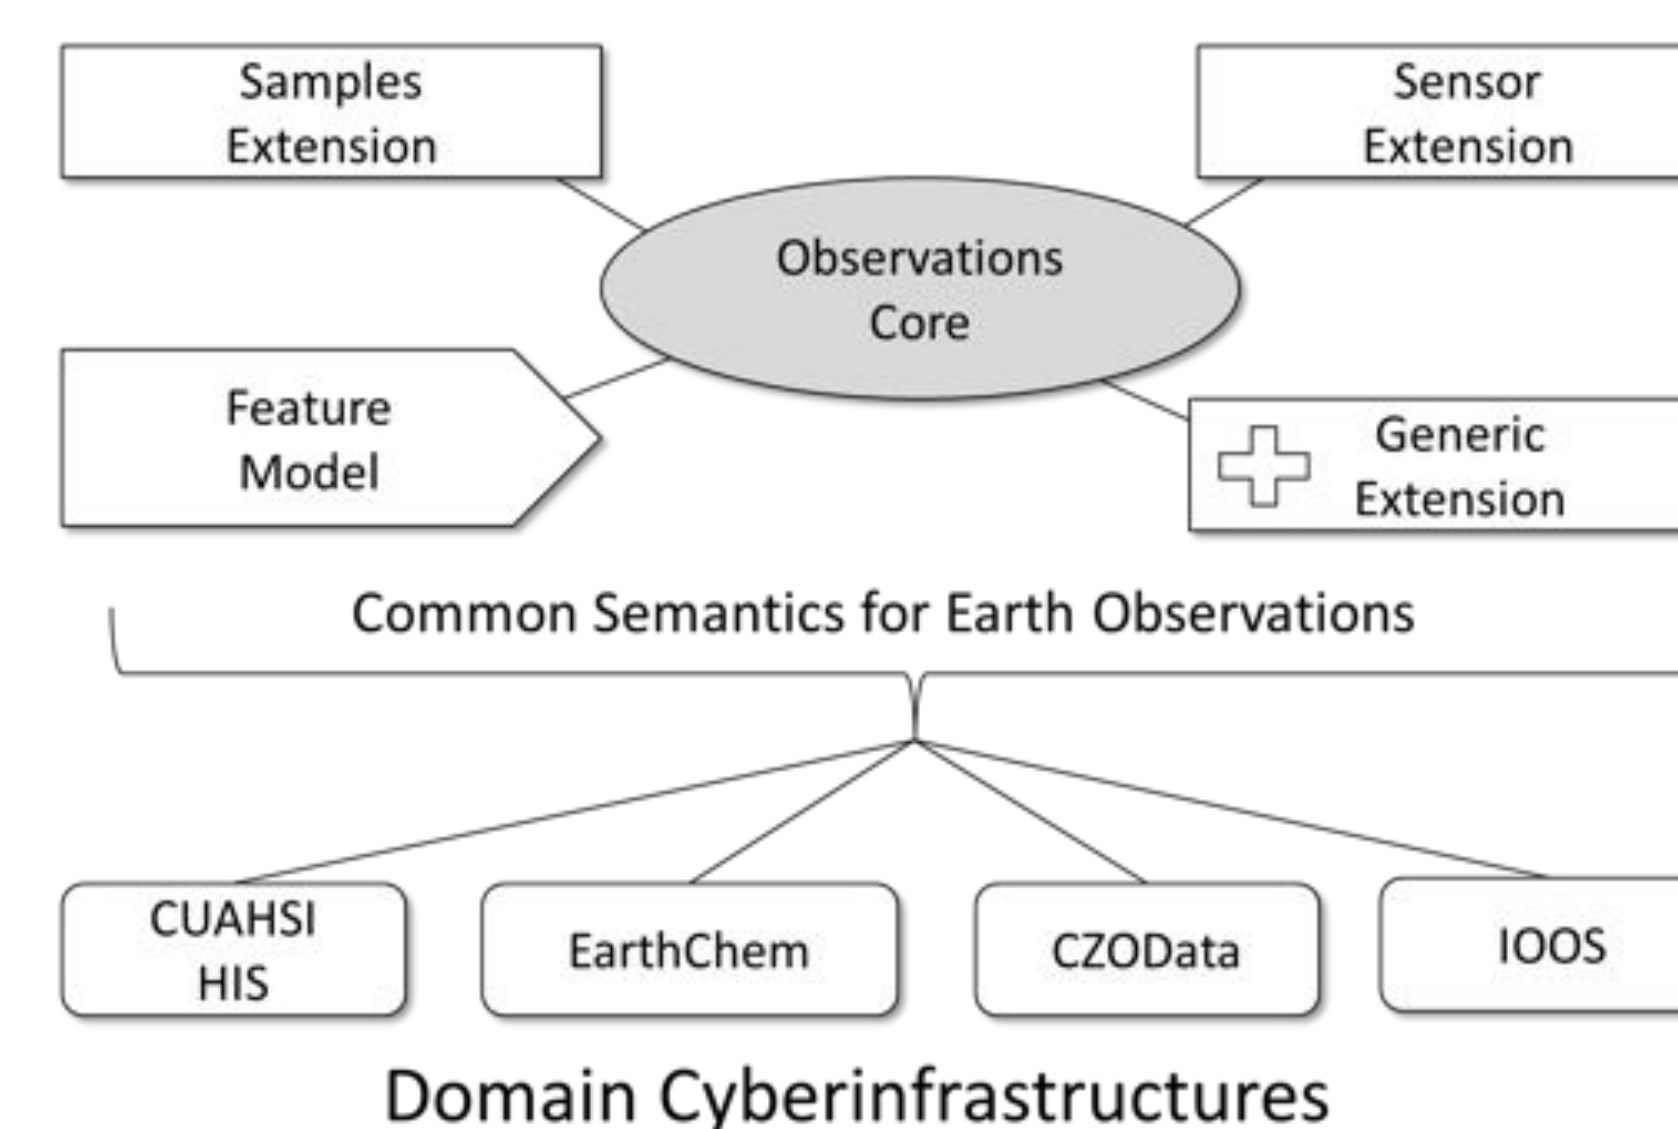 Samples
Extension
Sensor
Extension
Observations
Core
Feature
Model
Generic
Extension
Common Semantics for Earth Observations
CUAHSI
HIS
EarthChem
CZOData
IOOS
Domain Cyberinfrastructures